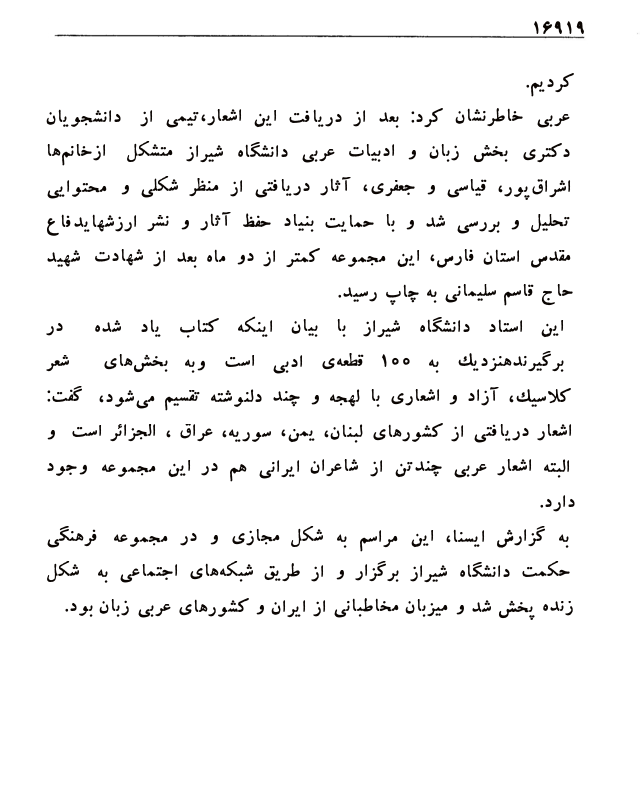 ۱۶۹۱۹
کردیم.
عربی خاطرنشان کرد: بعد از دریافت این اشعار،تیمی از دانشجویان
دکتری بخش زبان و ادبیات عربی دانشگاه شیراز متشکل ازخانم‌ها
اشراق‌پور، قیاسی و جعفری، آثار دریافتی از منظر شکلی و محتوایی
تحلیل و بررسی شد و با حمایت بنیاد حفظ آثار و نشر ارزشهایدفاع
مقدس استان فارس، این مجموعه کمتر از دو ماه بعد از شهادت شهید
حاج قاسم سلیمانی به چاپ رسید.
این استاد دانشگاه شیراز با بیان اینکه کتاب یاد شده در
برگیرندهنزدیك به ۱۰۰ قطعه‌ی ادبی است وبه بخش‌های شعر
کلاسیك، آزاد و اشعاری با لهجه و چند دلنوشته تقسیم می‌شود، گفت:
اشعار دریافتی از کشورهای لبنان، یمن، سوریه، عراق ، الجزائر است و
البته اشعار عربی چندتن از شاعران ایرانی هم در این مجموعه وجود
دارد.
به گزارش ایسنا، این مراسم به شکل مجازی و در مجموعه فرهنگی
حکمت دانشگاه شیراز برگزار و از طریق شبکه‌های اجتماعی به شکل
زنده پخش شد و میزبان مخاطبانی از ایران و کشورهای عربی زبان بود.